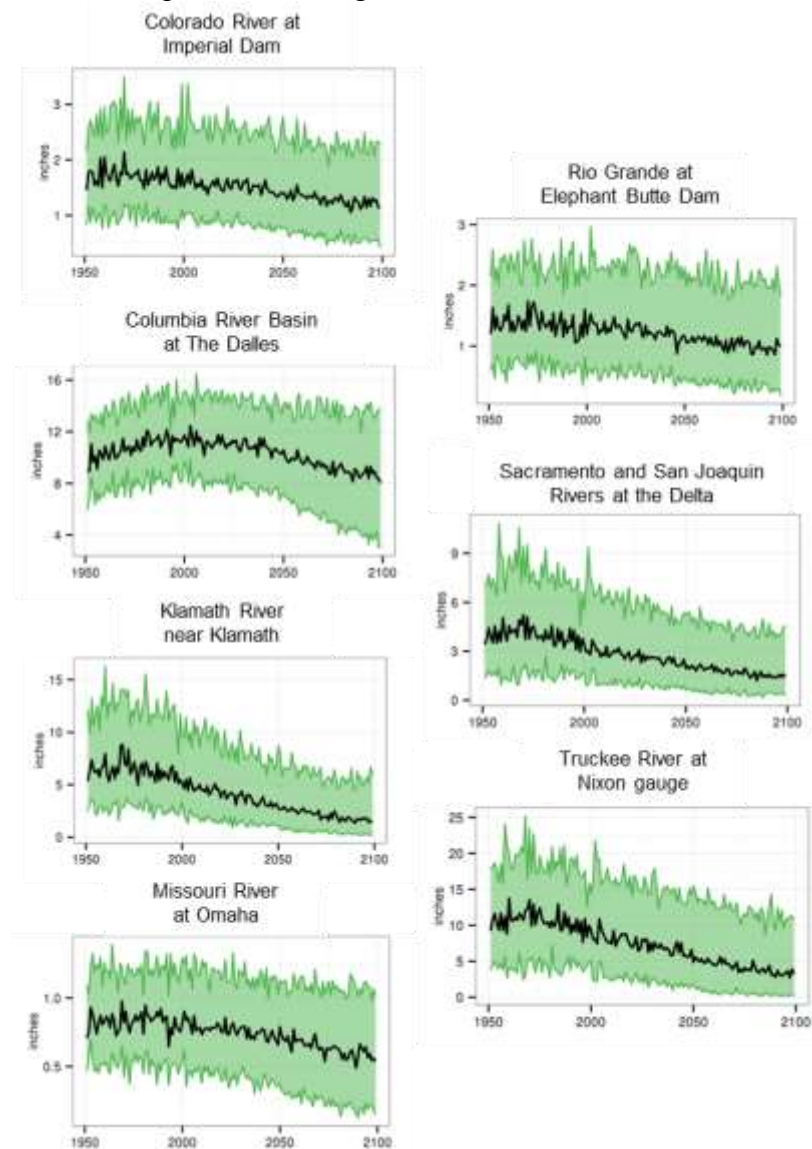 Colorado River at
Imperial Dam
3
2
1
inches
1950 2000 2050 2100
Columbia River Basin
at The Dalles
16
12
8
4
inches
1950 2000 2050 2100
Klamath River
near Klamath
15
10
5
0
inches
1950 2000 2050 2100
Missouri River
at Omaha
1.0
0.5
inches
1950 2000 2050 2100
Rio Grande at
Elephant Butte Dam
3
2
1
inches
1950 2000 2050 2100
Sacramento and San Joaquin
Rivers at the Delta
9
6
3
0
inches
1950 2000 2050 2100
Truckee River at
Nixon gauge
25
20
15
10
5
0
inches
1950 2000 2050 2100